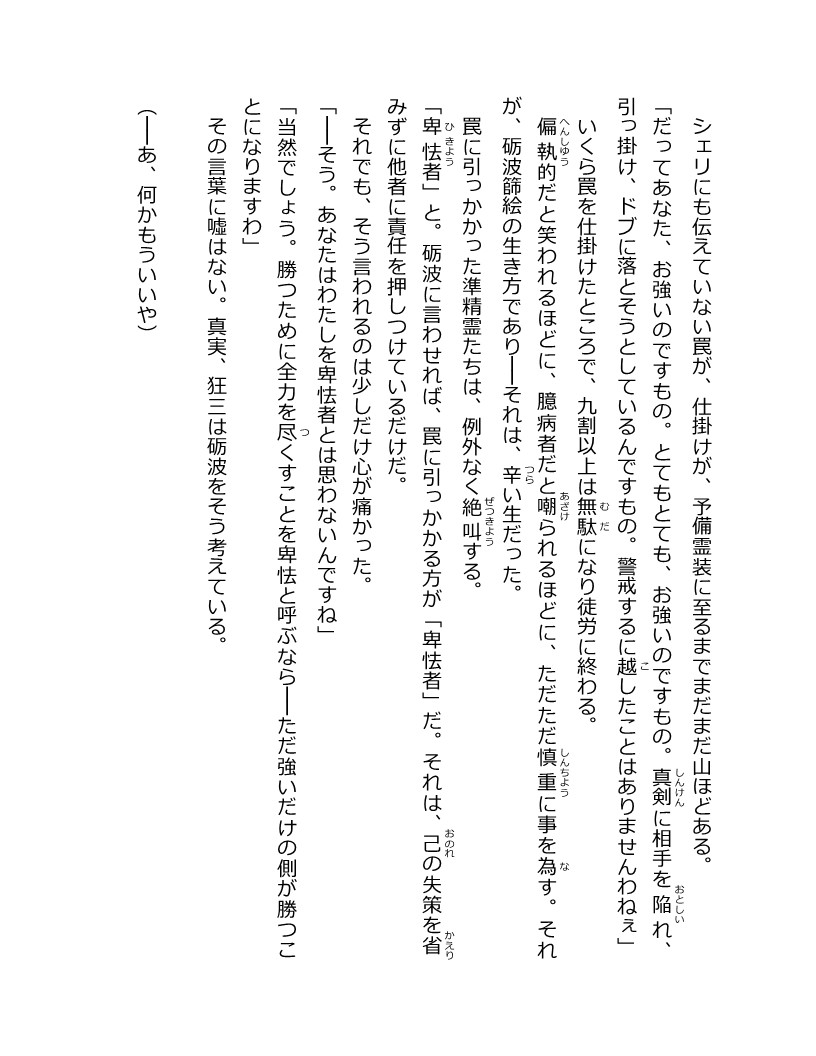 シェリにも伝えていない罠が、仕掛けが、予備霊装に至るまでまだまだ山ほどある。
「だってあなた、お強いのですもの。とてもとても、お強いのですもの。真剣に相手を陥れ、
引っ掛け、ドブに落とそうとしているんですもの。警戒するに越したことはありませんわねぇ」
いくら罠を仕掛けたところで、九割以上は無駄になり徒労に終わる。
偏執的だと笑われるほどに、臆病者だと嘲られるほどに、ただただ慎重に事を為す。それ
が、砺波篩絵の生き方であり――それは、辛い生だった。
罠に引っかかった準精霊たちは、例外なく絶叫する。
「卑怯者」と。砺波に言わせれば、罠に引っかかる方が「卑怯者」だ。それは、己の失策を省
みずに他者に責任を押しつけているだけだ。
それでも、そう言われるのは少しだけ心が痛かった。
「――そう。あなたはわたしを卑怯者とは思わないんですね」
「当然でしょう。勝つために全力を尽くすことを卑怯と呼ぶなら――ただ強いだけの側が勝つこ
とになりますわ」
その言葉に嘘はない。真実、狂三は砺波をそう考えている。
（――あ、何かもういいや）